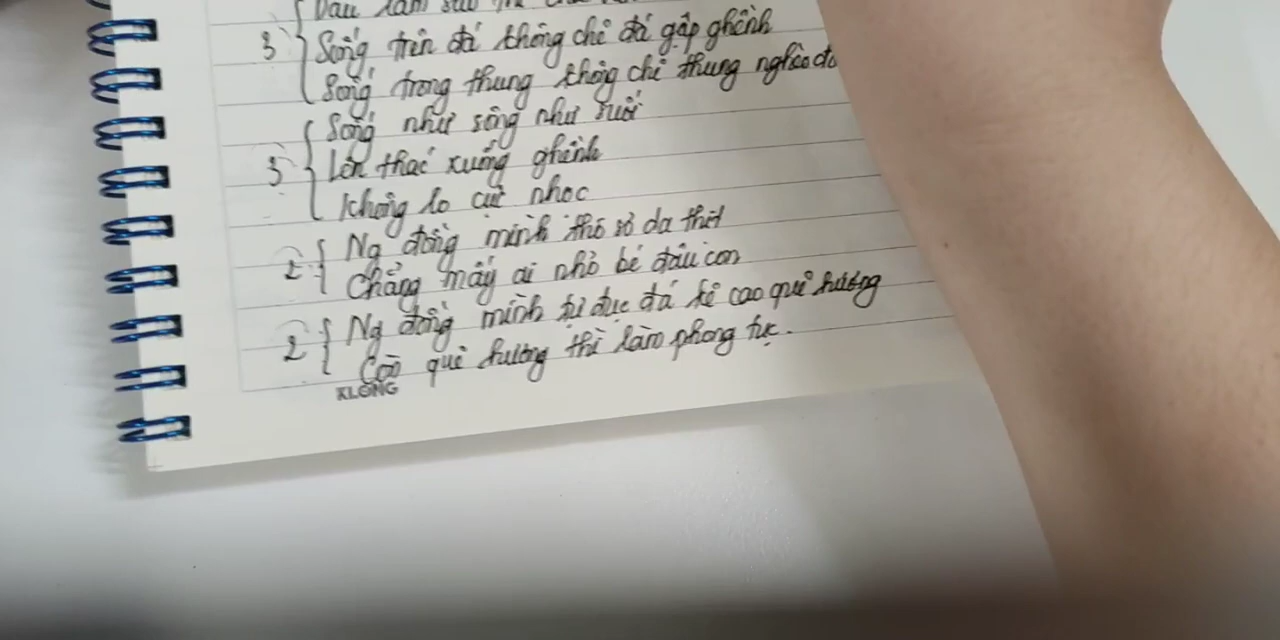 Sống trên đá không chê đá gập ghềnh
3 Sống trong thung không chê thung nghèo đó
Sống như sông như suối
3 Lên thác xuống ghềnh
Không lo cực nhọc
2 Ng đồng mình thô sơ da thịt
Chẳng mấy ai nhỏ bé đâu con
2 Ng đồng mình tự đục đá kê cao quê hương
Còn quê hương thì làm phong tục.
KLONG